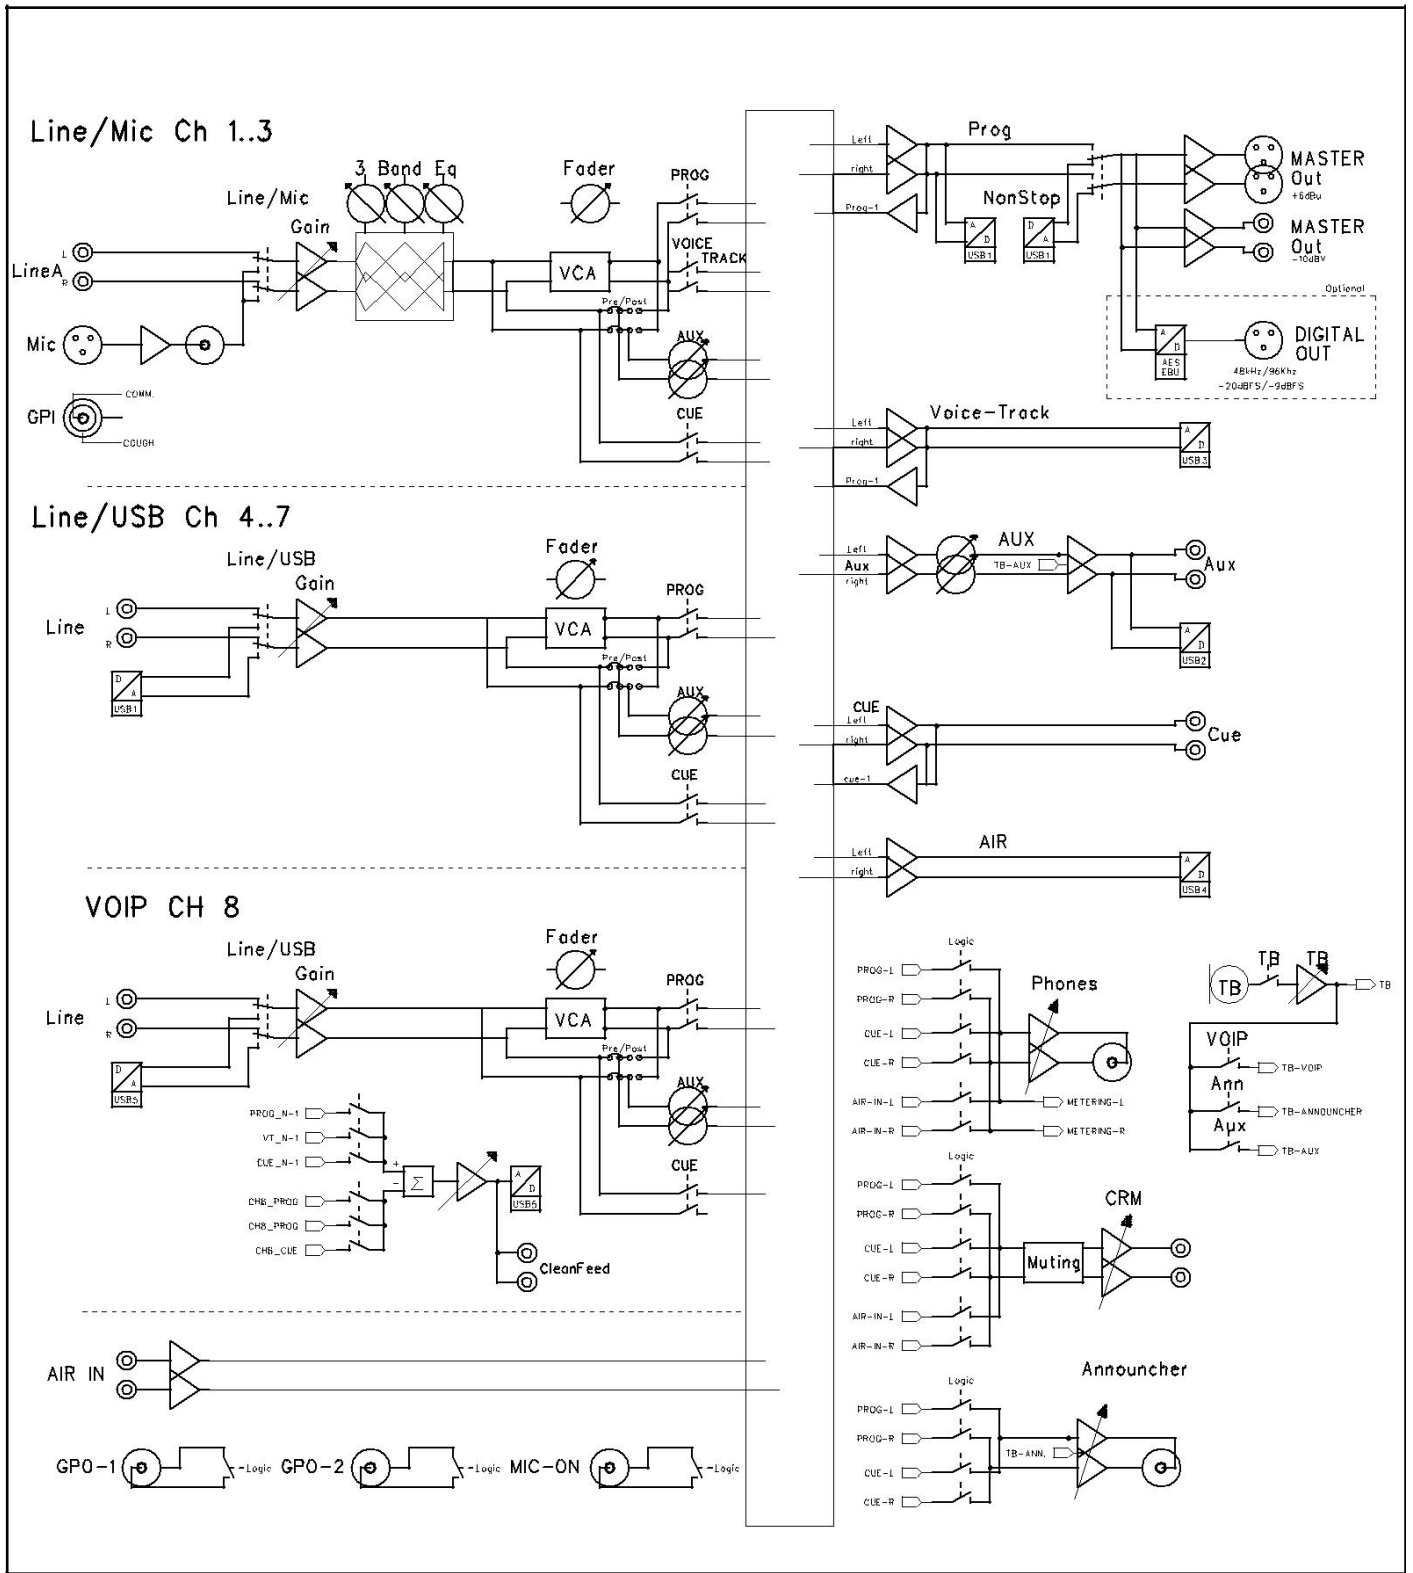 Line/Mic Ch 1..3
3 Band Eq
Fader
Line/Mic
Gain
PROG
VOICE
TRACK
L
LineA
R
VCA
Pre/Post
Mic
AUX
COMM.
GPI
COUGH
CUE
Line/USB Ch 4..7
Line/USB
Fader
Gain
PROG
L
Line
R
VCA
Pre/Post
D
A
USB1
AUX
CUE
VOIP CH 8
Line/USB
Fader
Gain
PROG
L
Line
R
VCA
Pre/Post
D
A
USB5
AUX
PROG_N-1
VT_N-1
CUE_N-1
+
-
Σ
A
D
USB5
CUE
CH8_PROG
CH8_PROG
CH8_CUE
CleanFeed
AIR IN
GPO-1
Logic
GPO-2
Logic
MIC-ON
Logic
Left
Prog
right
Prog-1
NonStop
A
D
USB1
D
A
USB1
MASTER
Out
+6dBu
MASTER
Out
-10dBV
Optional
A
D
AES
EBU
DIGITAL
OUT
48kHz/96Khz
-20dBFS/-9dBFS
Voice-Track
Left
right
Prog-1
A
D
USB3
AUX
Left
Aux
right
TB-AUX
Aux
A
D
USB2
CUE
Left
right
cue-1
Cue
AIR
Left
right
A
D
USB4
Logic
PROG-L
PROG-R
CUE-L
CUE-R
AIR-IN-L
AIR-IN-R
Phones
METERING-L
METERING-R
TB
TB
TB
TB
VOIP
TB-VOIP
Ann
TB-ANNOUNCHER
Aux
TB-AUX
Logic
PROG-L
PROG-R
CUE-L
CUE-R
AIR-IN-L
AIR-IN-R
Muting
CRM
Announcher
Logic
PROG-L
PROG-R
TB-ANN.
CUE-L
CUE-R